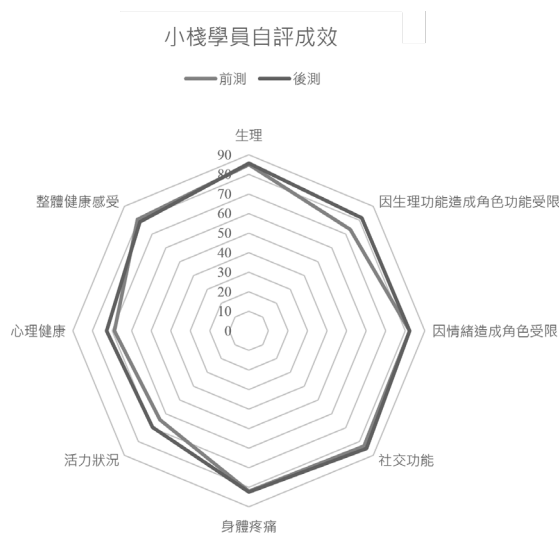 小棧學員自評成效
前測 後測
生理
90
80
70
60
50
40
30
20
10
0
因生理功能造成角色功能受限
因情緒造成角色受限
社交功能
身體疼痛
活力狀況
心理健康
整體健康感受